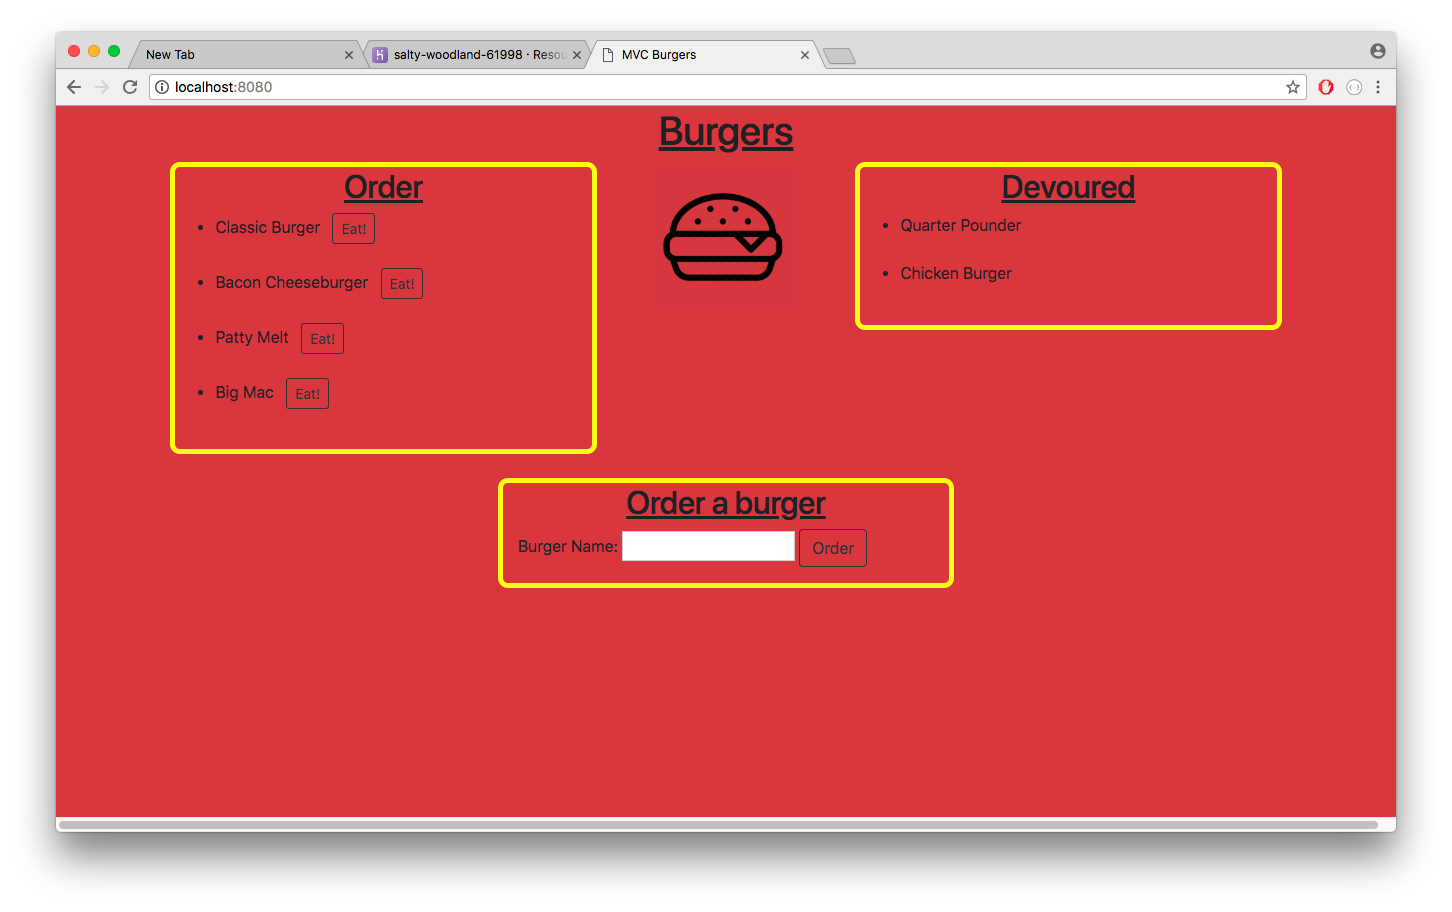 New Tab
salty-woodland-61998 · Resou
MVC Burgers
localhost:8080
Burgers
Order
Classic Burger Eat!
Bacon Cheeseburger Eat!
Patty Melt Eat!
Big Mac Eat!
Devoured
Quarter Pounder
Chicken Burger
Order a burger
Burger Name: Order